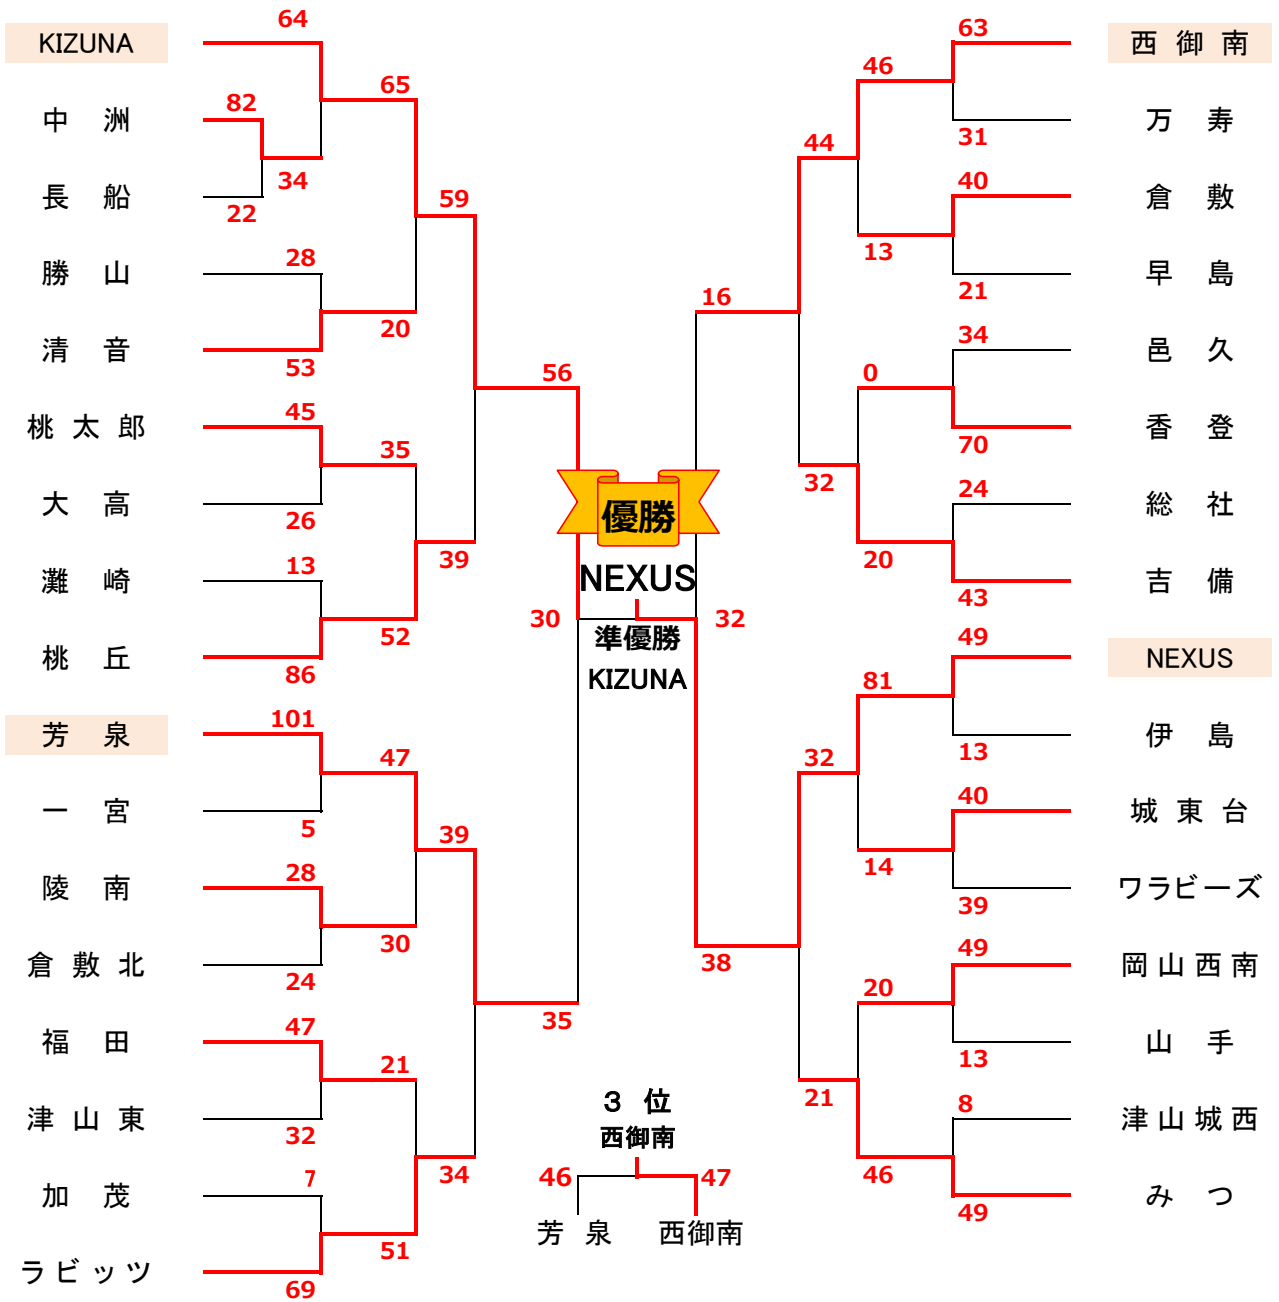 64
KIZUNA
65
82
中洲
34
長船
22
59
28
勝山
20
清音
53
56
45
桃太郎
35
大高
26
39
13
灘崎
52
桃丘
86
101
芳泉
47
一宮
5
39
28
陵南
30
倉敷北
24
35
47
福田
21
津山東
32
34
7
加茂
51
ラビッツ
69
優勝
NEXUS
30
32
準優勝
KIZUNA
3 位
西御南
46
47
芳泉
西御南
63
西御南
46
万寿
31
44
40
倉敷
13
早島
21
16
34
邑久
0
香登
70
32
24
総社
20
吉備
43
49
NEXUS
81
伊島
13
32
40
城東台
14
ワラビーズ
39
38
49
岡山西南
20
山手
13
21
8
津山城西
46
みつ
49